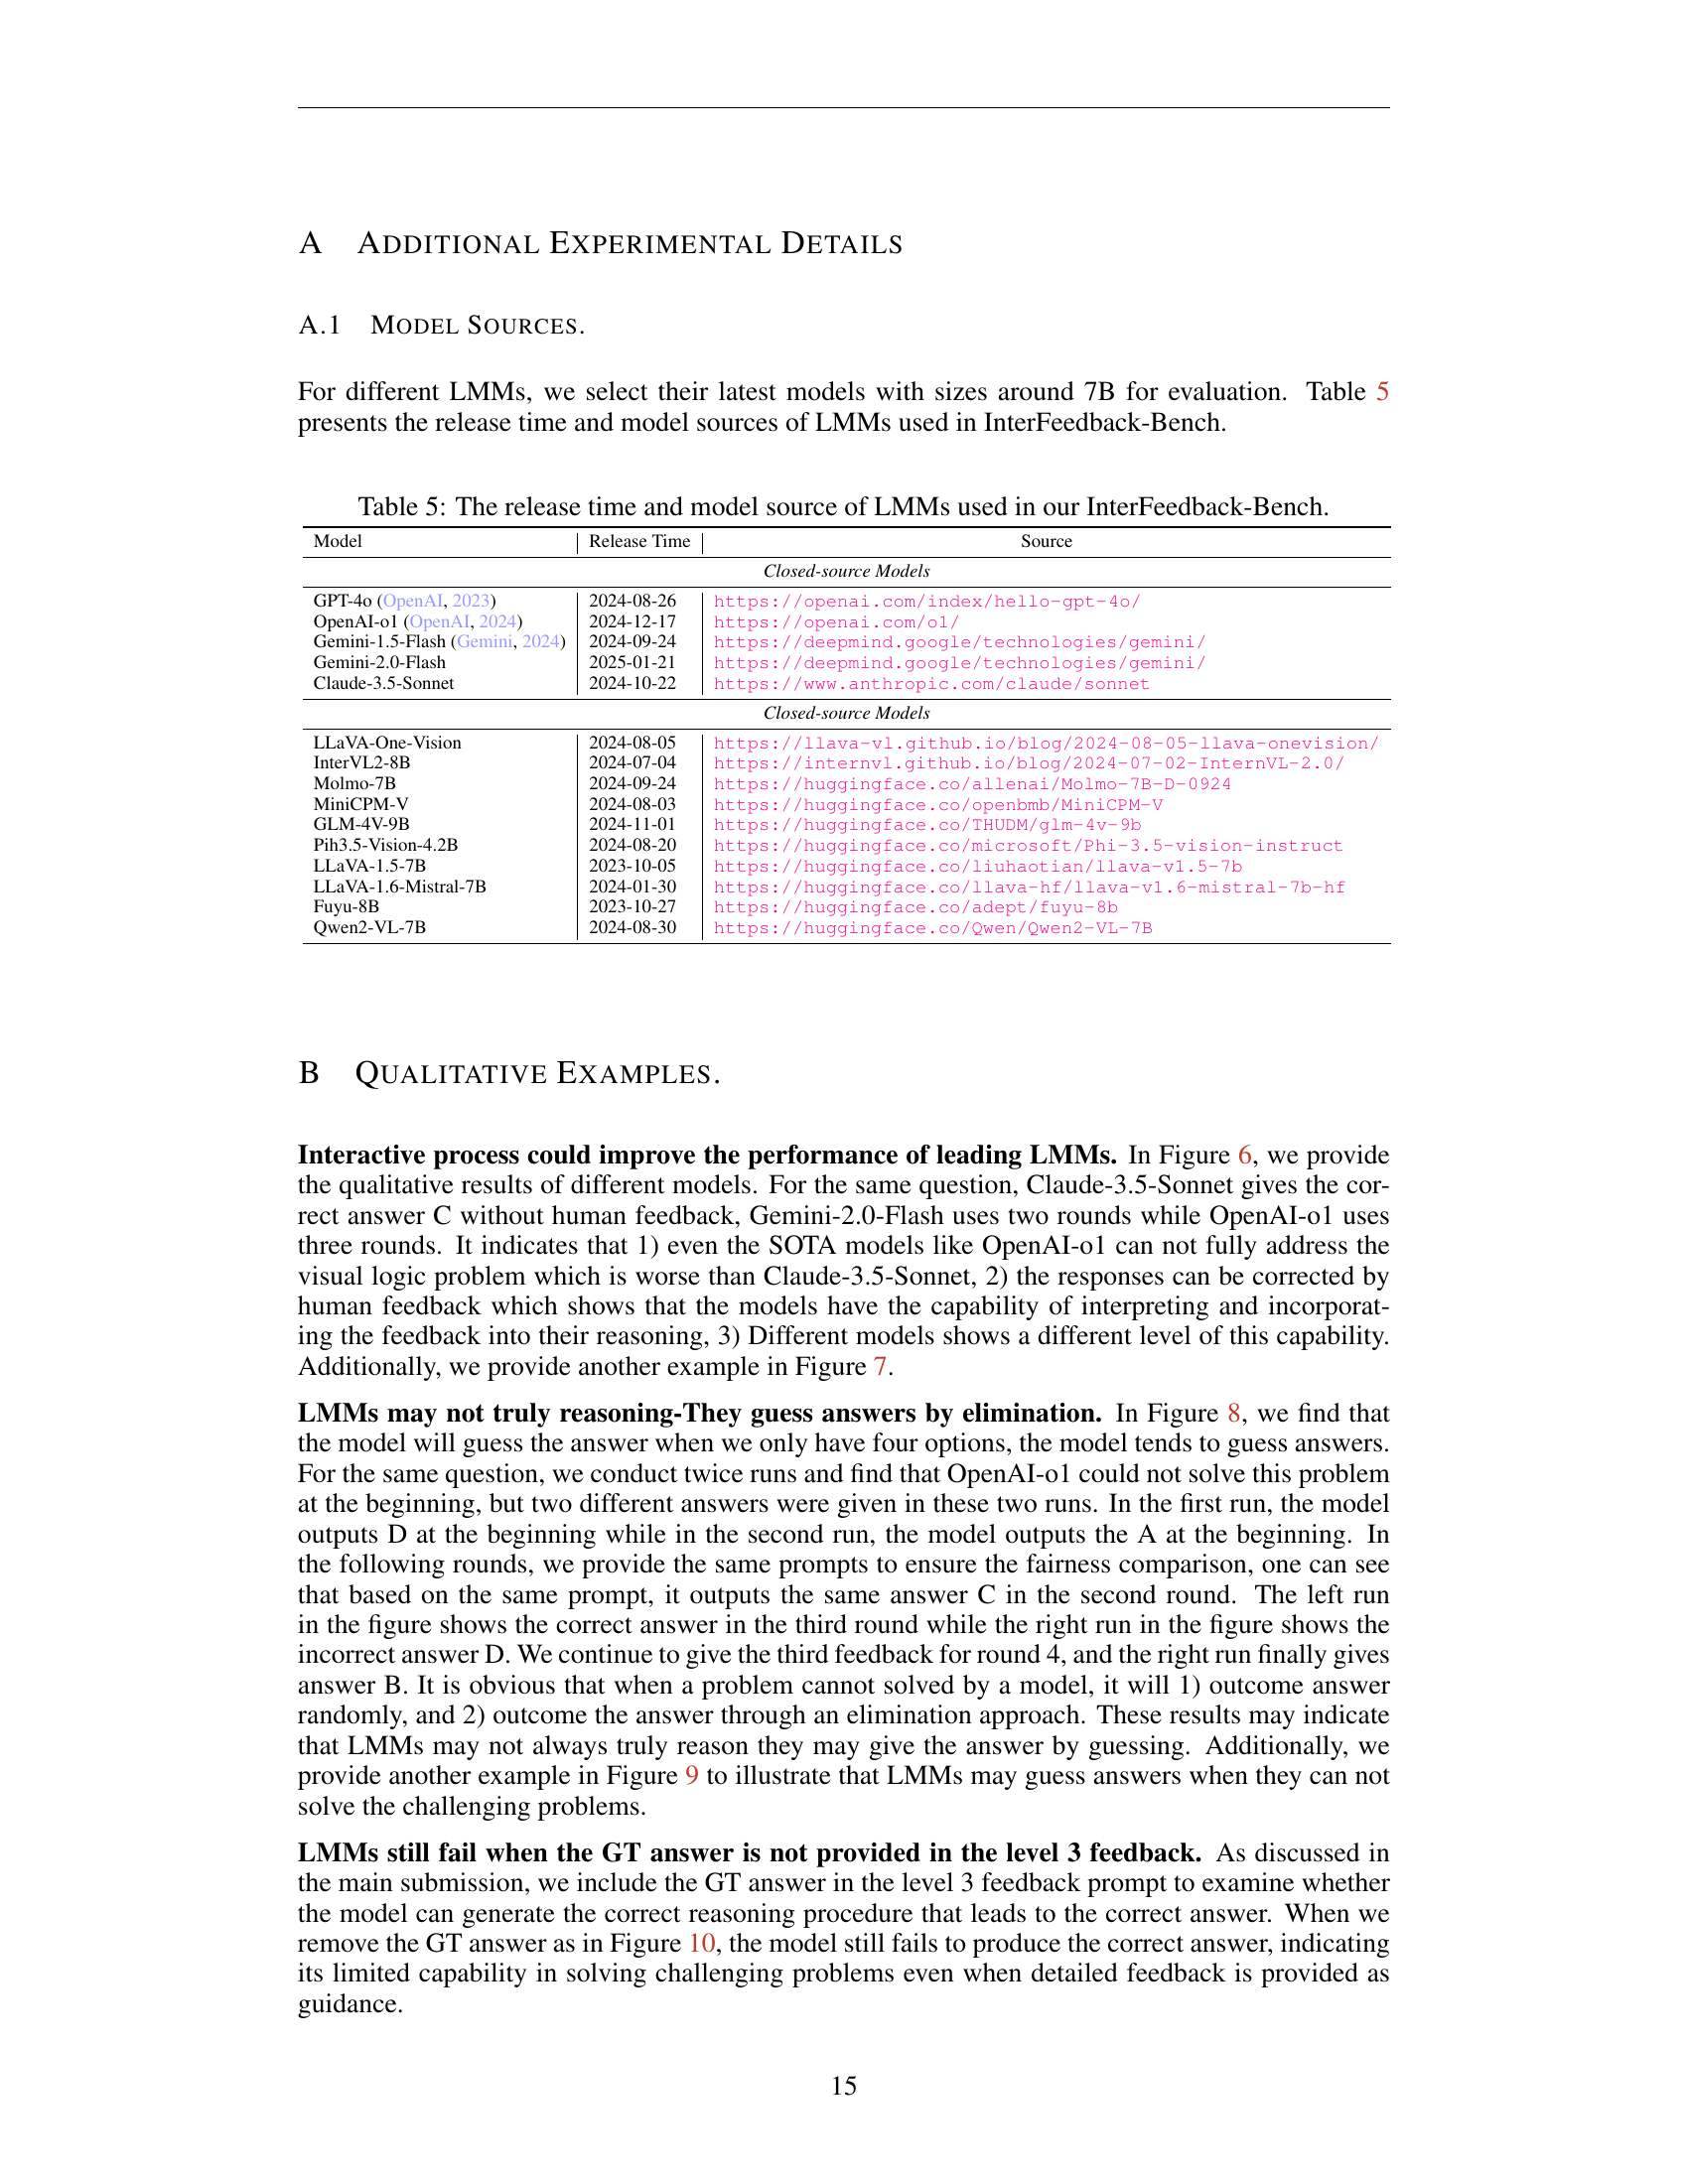 A ADDITIONAL EXPERIMENTAL DETAILS
A.1 MODEL SOURCES.
For different LMMs, we select their latest models with sizes around 7B for evaluation. Table 5
presents the release time and model sources of LMMs used in InterFeedback-Bench.
Table 5: The release time and model source of LMMs used in our InterFeedback-Bench.
Model Release Time Source
Closed-source Models
GPT-4o (OpenAI, 2023) 2024-08-26 https://openai.com/index/hello-gpt-4o/
OpenAI-o1 (OpenAI, 2024) 2024-12-17 https://openai.com/o1/
Gemini-1.5-Flash (Gemini, 2024) 2024-09-24 https://deepmind.google/technologies/gemini/
Gemini-2.0-Flash 2025-01-21 https://deepmind.google/technologies/gemini/
Claude-3.5-Sonnet 2024-10-22 https://www.anthropic.com/claude/sonnet
Closed-source Models
LLaVA-One-Vision 2024-08-05 https://llava-vl.github.io/blog/2024-08-05-llava-onevision/
InterVL2-8B 2024-07-04 https://internvl.github.io/blog/2024-07-02-InternVL-2.0/
Molmo-7B 2024-09-24 https://huggingface.co/allenai/Molmo-7B-D-0924
MiniCPM-V 2024-08-03 https://huggingface.co/openbmb/MiniCPM-V
GLM-4V-9B 2024-11-01 https://huggingface.co/THUDM/glm-4v-9b
Pih3.5-Vision-4.2B 2024-08-20 https://huggingface.co/microsoft/Phi-3.5-vision-instruct
LLaVA-1.5-7B 2023-10-05 https://huggingface.co/liuhaotian/llava-v1.5-7b
LLaVA-1.6-Mistral-7B 2024-01-30 https://huggingface.co/llava-hf/llava-v1.6-mistral-7b-hf
Fuyu-8B 2023-10-27 https://huggingface.co/adept/fuyu-8b
Qwen2-VL-7B 2024-08-30 https://huggingface.co/Qwen/Qwen2-VL-7B
B QUALITATIVE EXAMPLES.
Interactive process could improve the performance of leading LMMs. In Figure 6, we provide
the qualitative results of different models. For the same question, Claude-3.5-Sonnet gives the cor-
rect answer C without human feedback, Gemini-2.0-Flash uses two rounds while OpenAI-o1 uses
three rounds. It indicates that 1) even the SOTA models like OpenAI-o1 can not fully address the
visual logic problem which is worse than Claude-3.5-Sonnet, 2) the responses can be corrected by
human feedback which shows that the models have the capability of interpreting and incorporat-
ing the feedback into their reasoning, 3) Different models shows a different level of this capability.
Additionally, we provide another example in Figure 7.
LMMs may not truly reasoning-They guess answers by elimination. In Figure 8, we find that
the model will guess the answer when we only have four options, the model tends to guess answers.
For the same question, we conduct twice runs and find that OpenAI-o1 could not solve this problem
at the beginning, but two different answers were given in these two runs. In the first run, the model
outputs D at the beginning while in the second run, the model outputs the A at the beginning. In
the following rounds, we provide the same prompts to ensure the fairness comparison, one can see
that based on the same prompt, it outputs the same answer C in the second round. The left run
in the figure shows the correct answer in the third round while the right run in the figure shows the
incorrect answer D. We continue to give the third feedback for round 4, and the right run finally gives
answer B. It is obvious that when a problem cannot solved by a model, it will 1) outcome answer
randomly, and 2) outcome the answer through an elimination approach. These results may indicate
that LMMs may not always truly reason they may give the answer by guessing. Additionally, we
provide another example in Figure 9 to illustrate that LMMs may guess answers when they can not
solve the challenging problems.
LMMs still fail when the GT answer is not provided in the level 3 feedback. As discussed in
the main submission, we include the GT answer in the level 3 feedback prompt to examine whether
the model can generate the correct reasoning procedure that leads to the correct answer. When we
remove the GT answer as in Figure 10, the model still fails to produce the correct answer, indicating
its limited capability in solving challenging problems even when detailed feedback is provided as
guidance.
15